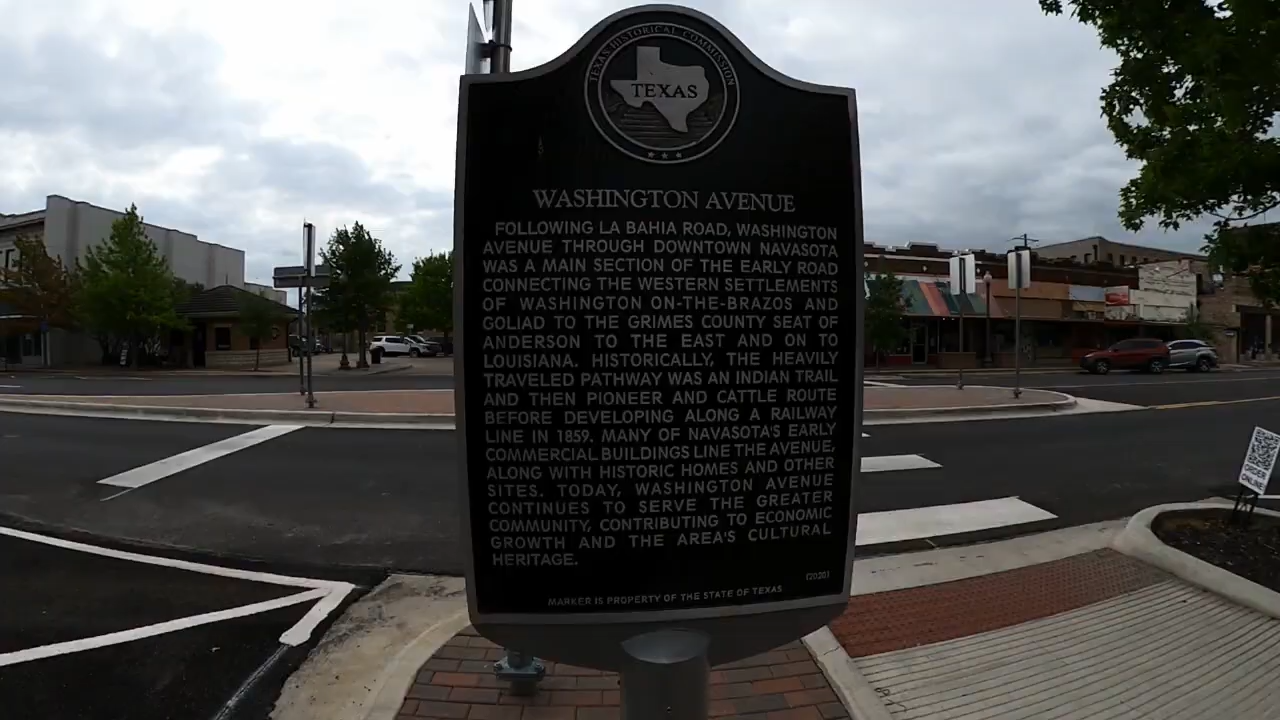 TEXAS HISTORICAL COMMISSION
TEXAS
WASHINGTON AVENUE
FOLLOWING LA BAHIA ROAD, WASHINGTON
AVENUE THROUGH DOWNTOWN NAVASOTA
WAS A MAIN SECTION OF THE EARLY ROAD
CONNECTING THE WESTERN SETTLEMENTS
OF WASHINGTON ON-THE-BRAZOS AND
GOLIAD TO THE GRIMES COUNTY SEAT OF
ANDERSON TO THE EAST AND ON TO
LOUISIANA. HISTORICALLY, THE HEAVILY
TRAVELED PATHWAY WAS AN INDIAN TRAIL
AND THEN PIONEER AND CATTLE ROUTE
BEFORE DEVELOPING ALONG A RAILWAY
LINE IN 1859. MANY OF NAVASOTA'S EARLY
COMMERCIAL BUILDINGS LINE THE AVENUE,
ALONG WITH HISTORIC HOMES AND OTHER
SITES. TODAY, WASHINGTON AVENUE
CONTINUES TO SERVE THE GREATER
COMMUNITY, CONTRIBUTING TO ECONOMIC
GROWTH AND THE AREA'S CULTURAL
HERITAGE.
(2020)
MARKER IS PROPERTY OF THE STATE OF TEXAS
ORDER
ONLINE